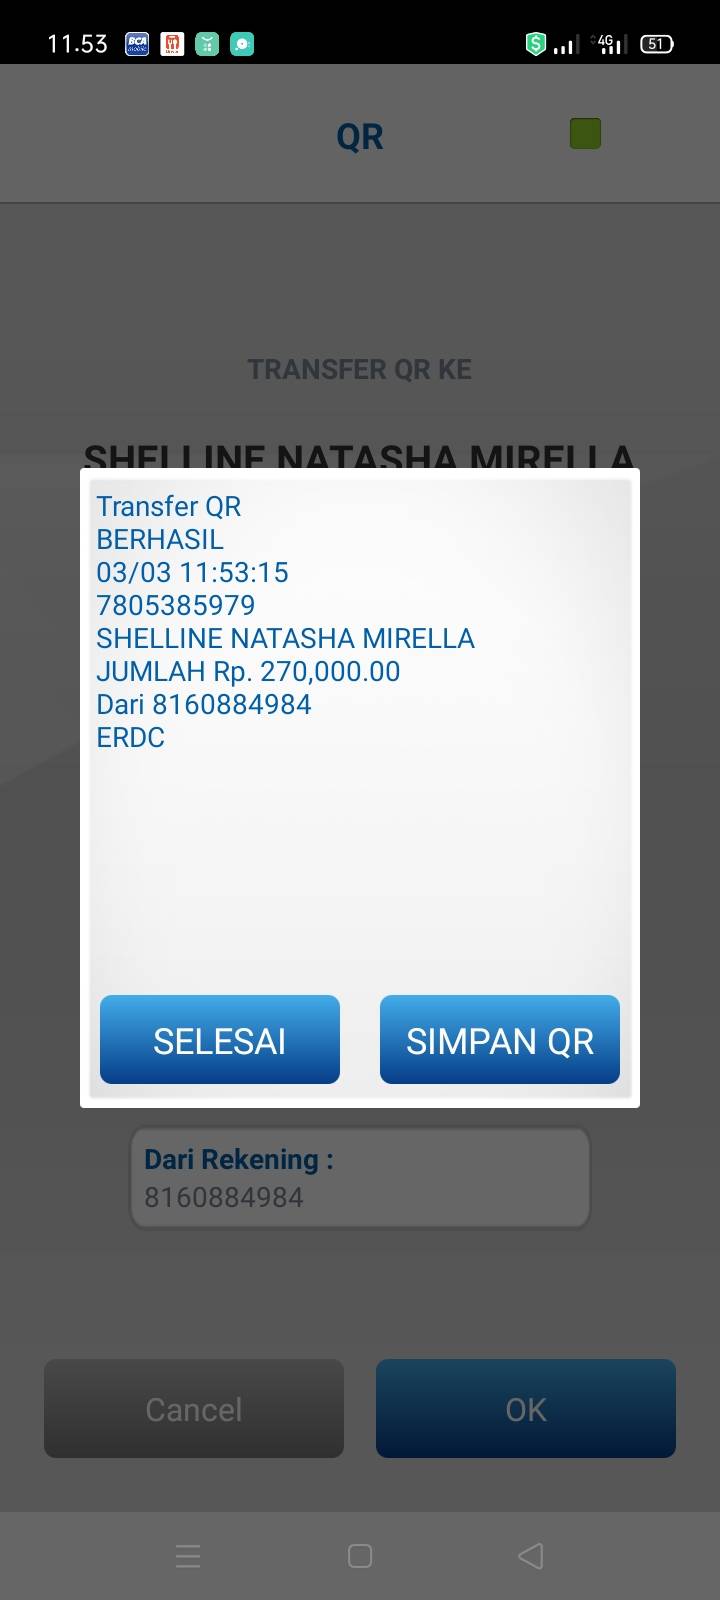 11.53
BCA
mobile
4G
51
QR
TRANSFER QR KE
SHELLINE NATASHA MIRELLA
Transfer QR
BERHASIL
03/03 11:53:15
7805385979
SHELLINE NATASHA MIRELLA
JUMLAH Rp. 270,000.00
Dari 8160884984
ERDC
SELESAI
SIMPAN QR
Dari Rekening :
8160884984
Cancel
OK